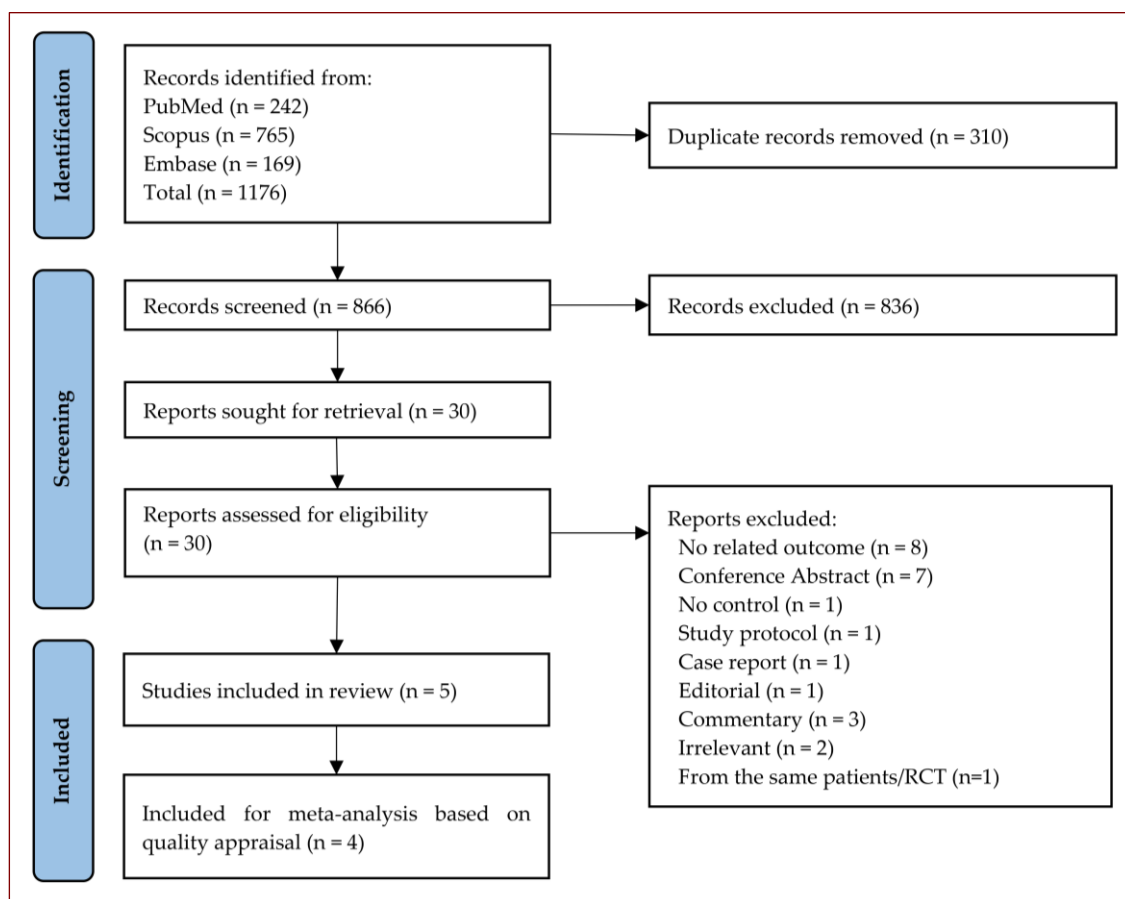 Identification
Records identified from:
PubMed (n = 242)
Scopus (n = 765)
Embase (n = 169)
Total (n = 1176)
Duplicate records removed (n = 310)
Screening
Records screened (n = 866)
Records excluded (n = 836)
Reports sought for retrieval (n = 30)
Reports assessed for eligibility
(n = 30)
Reports excluded:
No related outcome (n = 8)
Conference Abstract (n = 7)
No control (n = 1)
Study protocol (n = 1)
Case report (n = 1)
Editorial (n = 1)
Commentary (n = 3)
Irrelevant (n = 2)
From the same patients/RCT (n=1)
Included
Studies included in review (n = 5)
Included for meta-analysis based on
quality appraisal (n = 4)